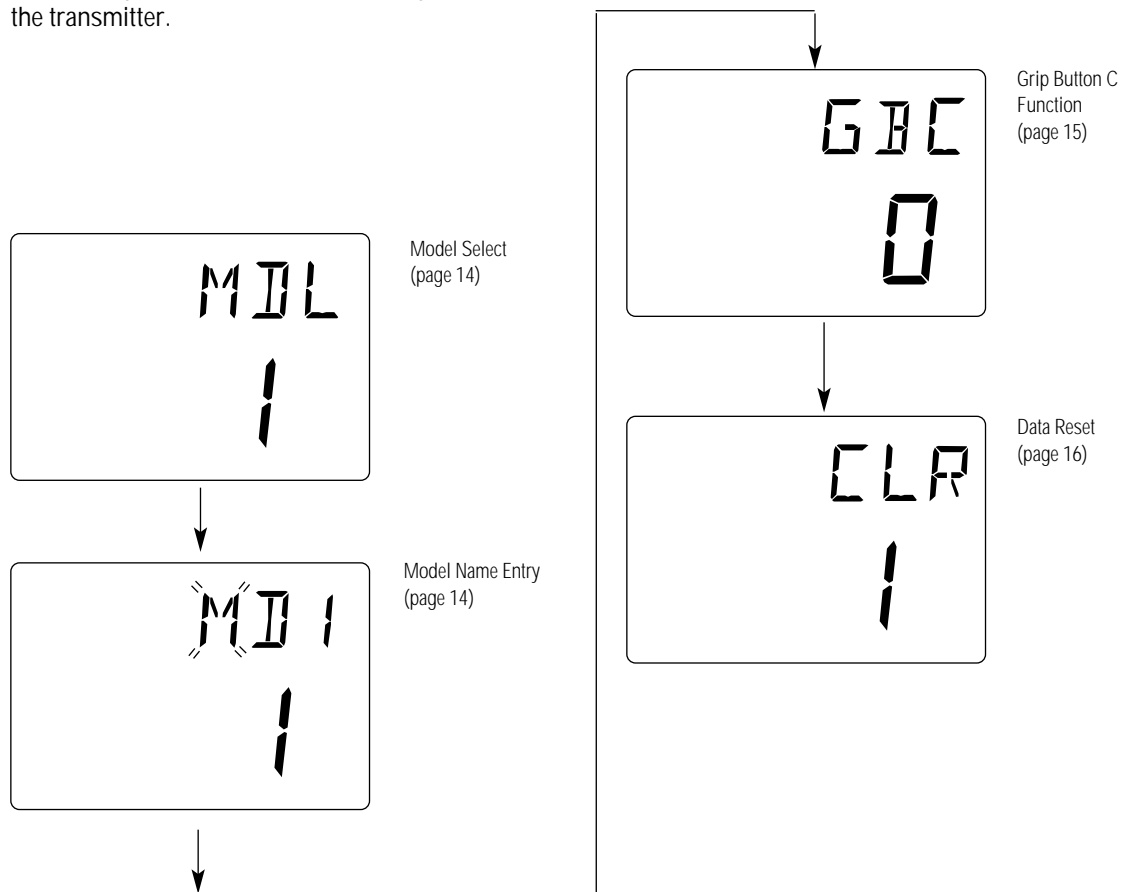 the transmitter.
MDL
1
Model Select
(page 14)
MD1
1
Model Name Entry
(page 14)
GBC
0
Grip Button C
Function
(page 15)
CLR
1
Data Reset
(page 16)